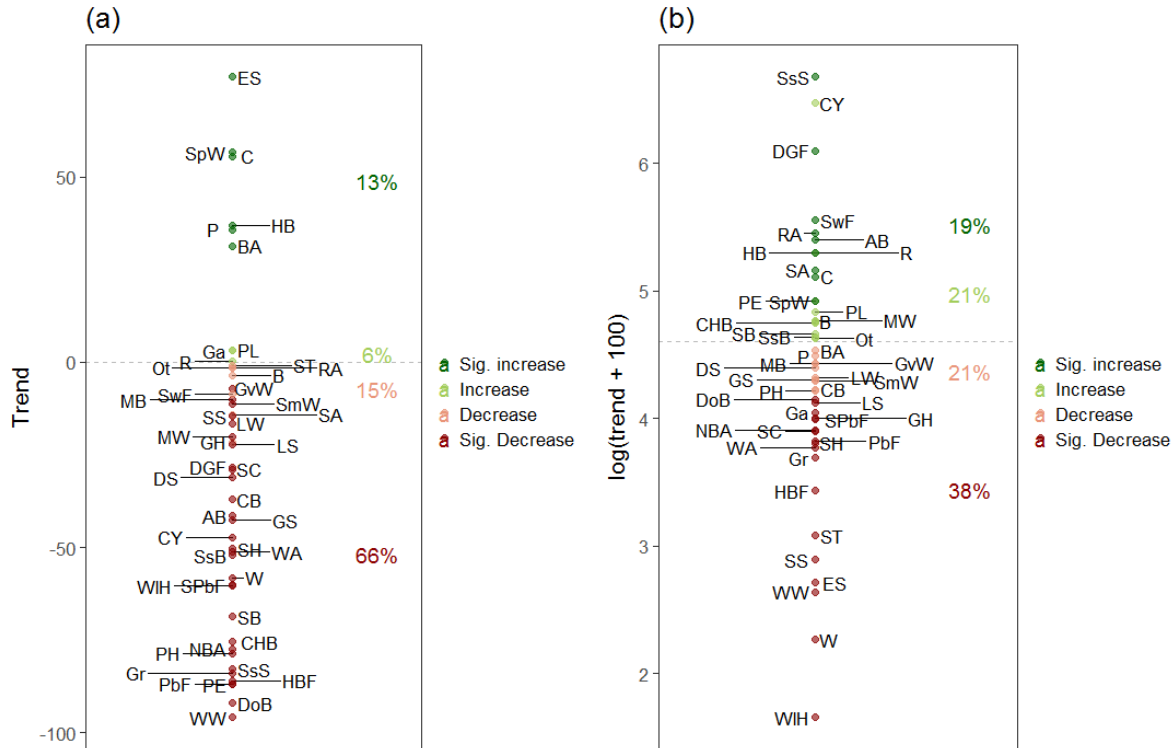 (a)
Trend
50
0
-50
-100
ES
SpW C
13%
P HB
BA
Ga PL
R 6%
Ot ST RA
B
SwF GvW 15%
MB SmW
SS SA
LW
MW
GH LS
DGF SC
DS
CB
AB GS
CY
SH WA
SsB 66%
W
WIH SPbF
SB
NBA CHB
PH
Gr SsS
PbF PE HBF
DoB
WW
a Sig. increase
a Increase
a Decrease
a Sig. Decrease
(b)
log(trend + 100)
6
5
4
3
2
SsS
CY
DGF
SwF 19%
RA AB
HB R
SA C
PE SpW 21%
PL
CHB B MW
SB SsB Ot
P BA
DS MB GvW
GS LW SmW 21%
PH CB
DoB LS
Ga SPbF GH
NBA SC
WA SH PbF
Gr
HBF 38%
ST
SS
ES
WW
W
WIH
a Sig. increase
a Increase
a Decrease
a Sig. Decrease